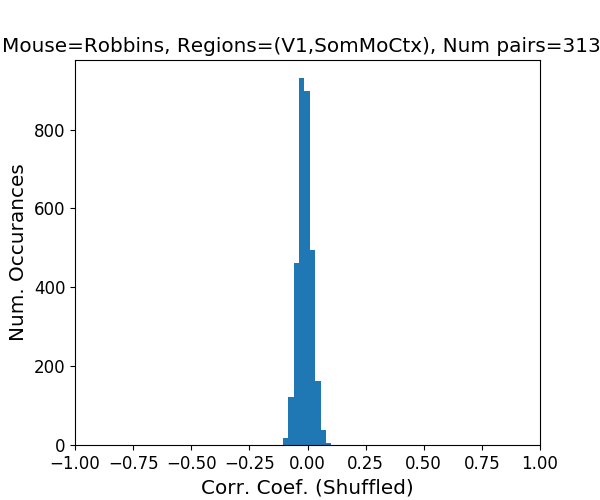 Mouse=Robbins, Regions=(V1,SomMoCtx), Num pairs=313
800
600
400
200
0
Num. Occurances
−1.00 −0.75 −0.50 −0.25 0.00 0.25 0.50 0.75 1.00
Corr. Coef. (Shuffled)